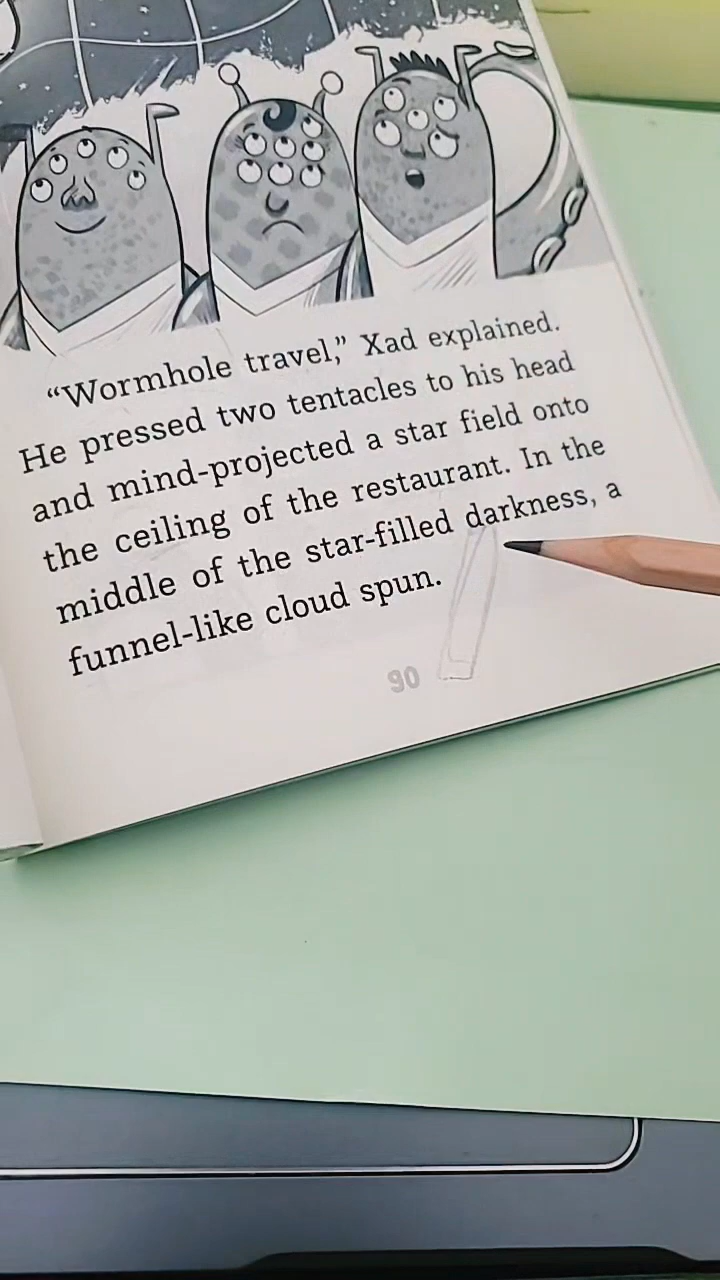 “Wormhole travel,” Xad explained.
He pressed two tentacles to his head
and mind-projected a star field onto
the ceiling of the restaurant. In the
middle of the star-filled darkness, a
funnel-like cloud spun.
90